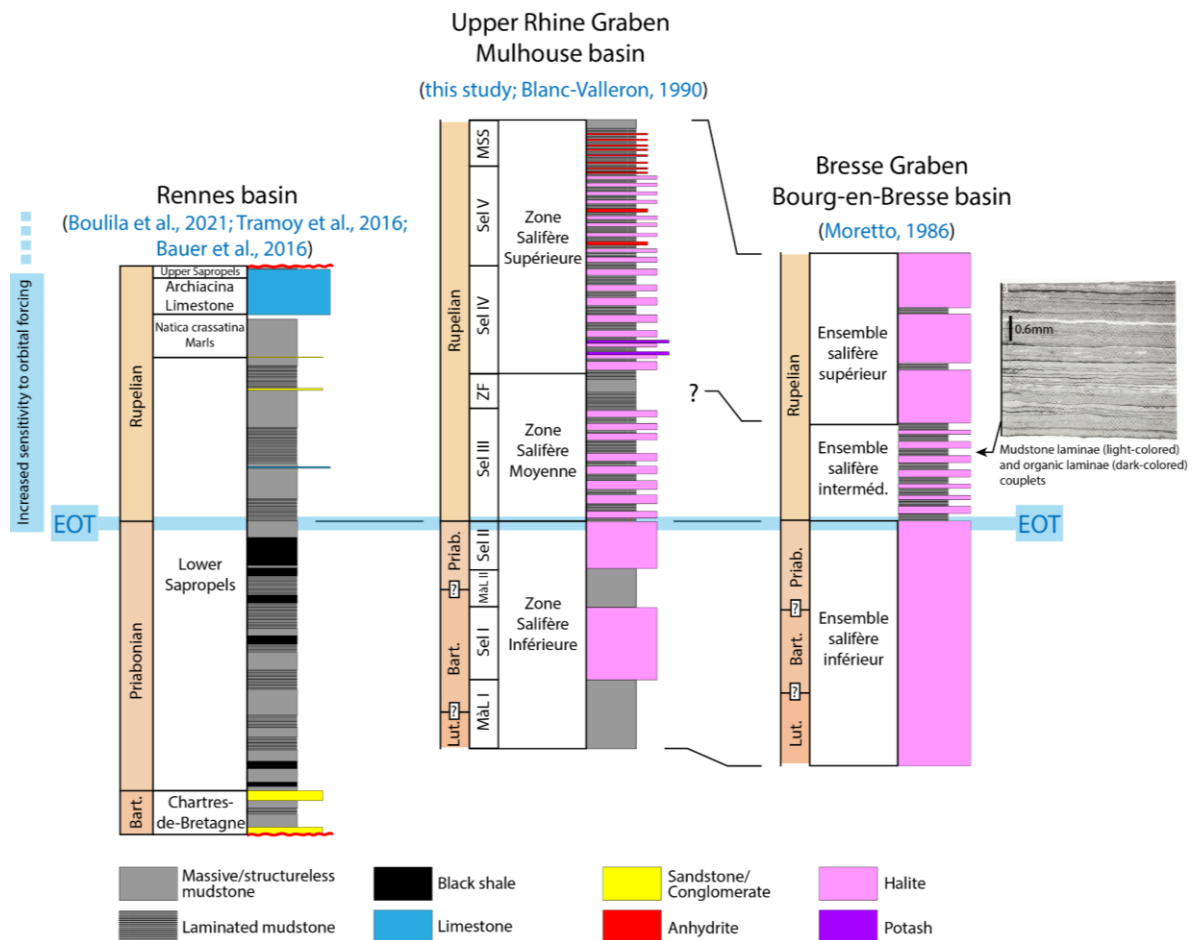 Upper Rhine Graben
Mulhouse basin
(this study; Blanc-Valleron, 1990)
Rennes basin
(Boulila et al., 2021; Tramoy et al., 2016;
Bauer et al., 2016)
Bresse Graben
Bourg-en-Bresse basin
(Moretto, 1986)
Increased sensitivity to orbital forcing
EOT
Rupelian
Priabonian
Bart.
Upper Sapropels
Archiacina
Limestone
Natica crassatina
Marls
Lower
Sapropels
Chartres-
de-Bretagne
Rupelian
Priab.
?
Bart.
?
Lut.
MSS
Sel V
Sel IV
ZF
Sel III
Sel II
MàL II
Sel I
MàL I
Zone
Salifère
Supérieure
Zone
Salifère
Moyenne
Zone
Salifère
Inférieure
?
Rupelian
Priab.
?
Bart.
?
Lut.
Ensemble
salifère
supérieur
Ensemble
salifère
interméd.
Ensemble
salifère
inférieur
0.6mm
Mudstone laminae (light-colored)
and organic laminae (dark-colored)
couplets
EOT
Massive/structureless
mudstone
Black shale
Sandstone/
Conglomerate
Halite
Laminated mudstone
Limestone
Anhydrite
Potash